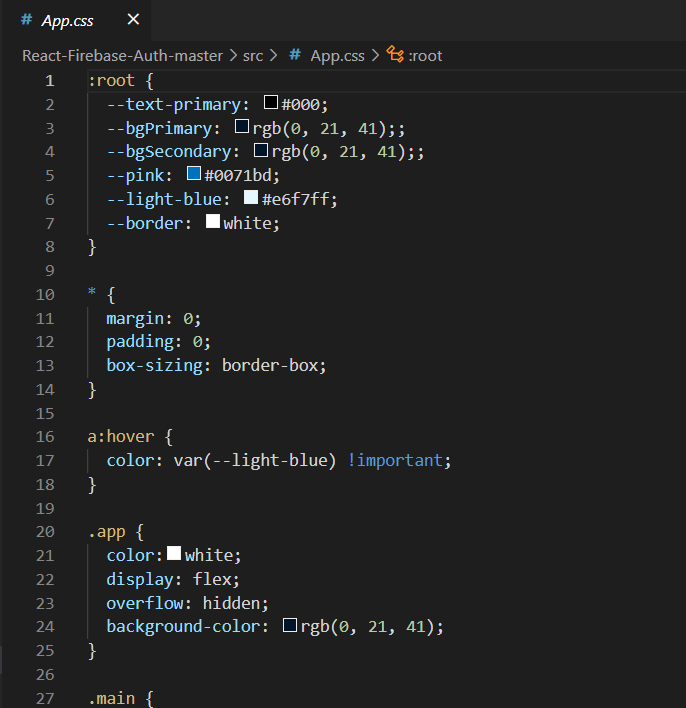 # App.css ×
React-Firebase-Auth-master > src > # App.css > :root
1 :root {
2 --text-primary: #000;
3 --bgPrimary: rgb(0, 21, 41);;
4 --bgSecondary: rgb(0, 21, 41);;
5 --pink: #0071bd;
6 --light-blue: #e6f7ff;
7 --border: white;
8 }
9
10 * {
11 margin: 0;
12 padding: 0;
13 box-sizing: border-box;
14 }
15
16 a:hover {
17 color: var(--light-blue) !important;
18 }
19
20 .app {
21 color: white;
22 display: flex;
23 overflow: hidden;
24 background-color: rgb(0, 21, 41);
25 }
26
27 .main {